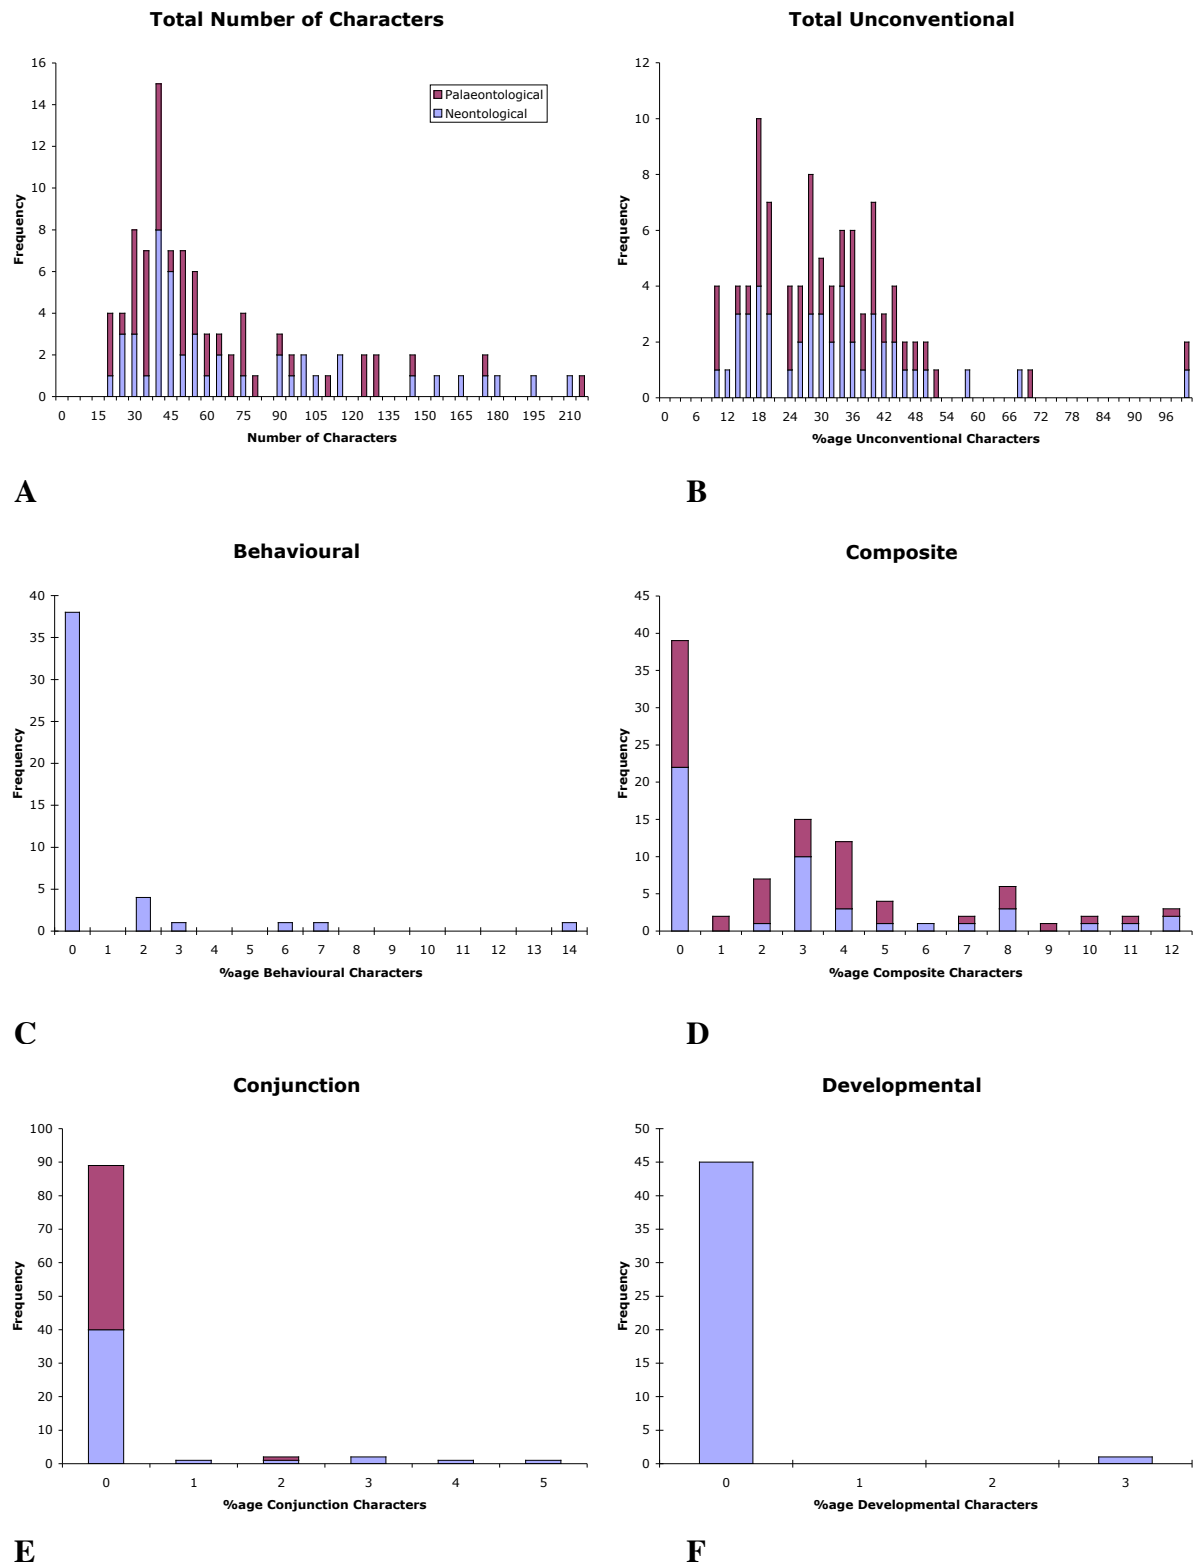 Total Number of Characters
16
14
12
10
8
6
4
2
0
Frequency
Palaeontological
Neontological
0 15 30 45 60 75 90 105 120 135 150 165 180 195 210
Number of Characters
A
Total Unconventional
12
10
8
6
4
2
0
Frequency
0 6 12 18 24 30 36 42 48 54 60 66 72 78 84 90 96
%age Unconventional Characters
B
Behavioural
40
35
30
25
20
15
10
5
0
Frequency
0 1 2 3 4 5 6 7 8 9 10 11 12 13 14
%age Behavioural Characters
C
Composite
45
40
35
30
25
20
15
10
5
0
Frequency
0 1 2 3 4 5 6 7 8 9 10 11 12
%age Composite Characters
D
Conjunction
100
90
80
70
60
50
40
30
20
10
0
Frequency
0 1 2 3 4 5
%age Conjunction Characters
E
Developmental
50
45
40
35
30
25
20
15
10
5
0
Frequency
0 1 2 3
%age Developmental Characters
F